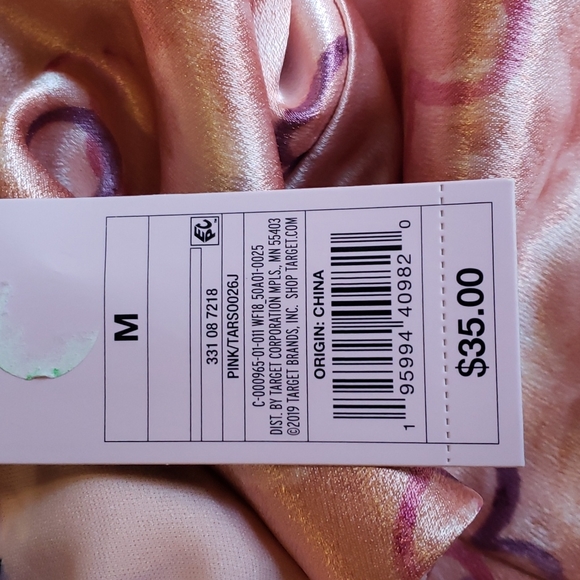 M
EC
331 08 7218
PINK/TARS0026J
C-000965-01-011 WF18 50A01-0025
DIST. BY TARGET CORPORATION MPLS, MN 55403
©2019 TARGET BRANDS, INC. SHOP TARGET.COM
ORIGIN: CHINA
1 95994 40982 0
$35.00